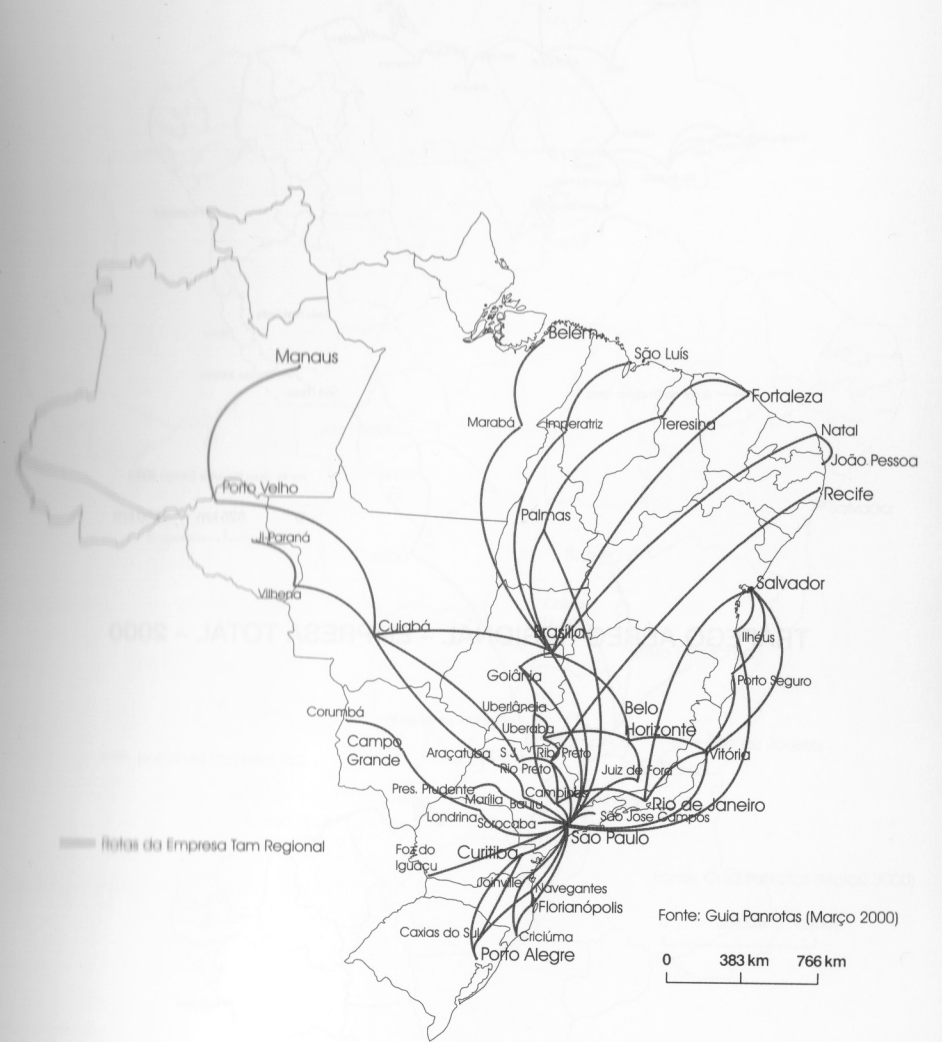 Manaus
Belém
São Luís
Fortaleza
Marabá
Imperatriz
Teresina
Natal
João Pessoa
Recife
Porto Velho
Palmas
Ji-Paraná
Vilhena
Salvador
Cuiabá
Brasília
Ilhéus
Goiânia
Porto Seguro
Corumbá
Uberlândia
Belo
Horizonte
Uberaba
Campo
Grande
Araçatuba
S.J.
Rio Preto
Rib. Preto
Vitória
Juiz de Fora
Pres. Prudente
Campinas
Marília
Bauru
Rio de Janeiro
Londrina
Sorocaba
São Jose Campos
São Paulo
Rotas da Empresa Tam Regional
Foz do
Iguaçu
Curitiba
Joinville
Navegantes
Florianópolis
Caxias do Sul
Criciúma
Porto Alegre
Fonte: Guia Panrotas (Março 2000)
0 383 km 766 km